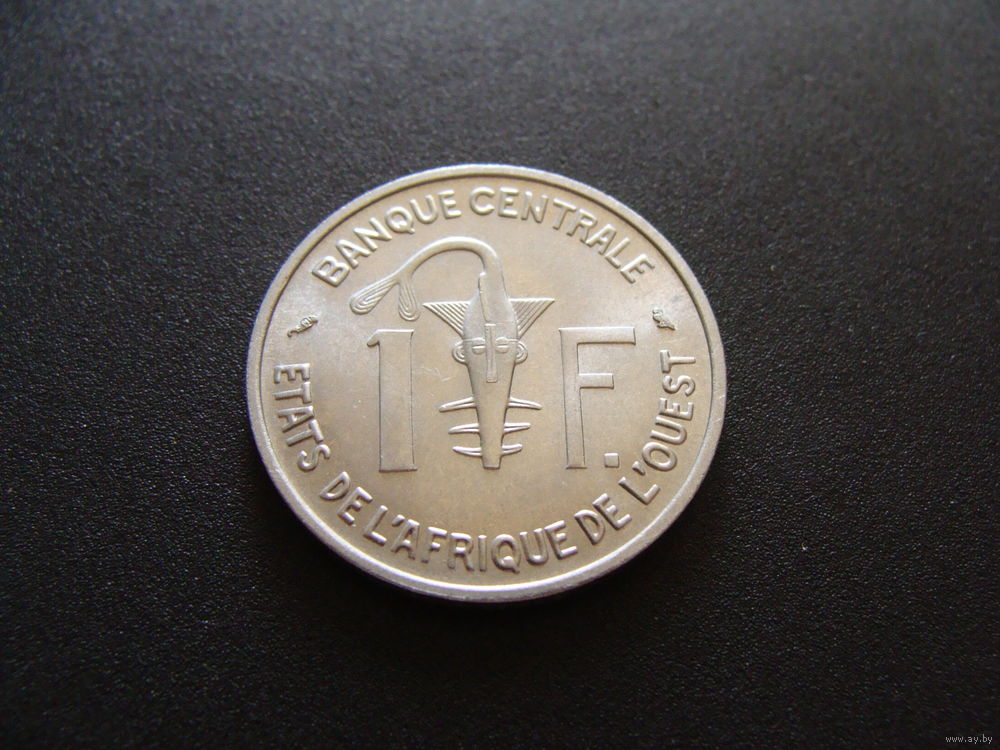 BANQUE CENTRALE
1 F.
ETATS DE L'AFRIQUE DE L'OUEST
www.ay.by